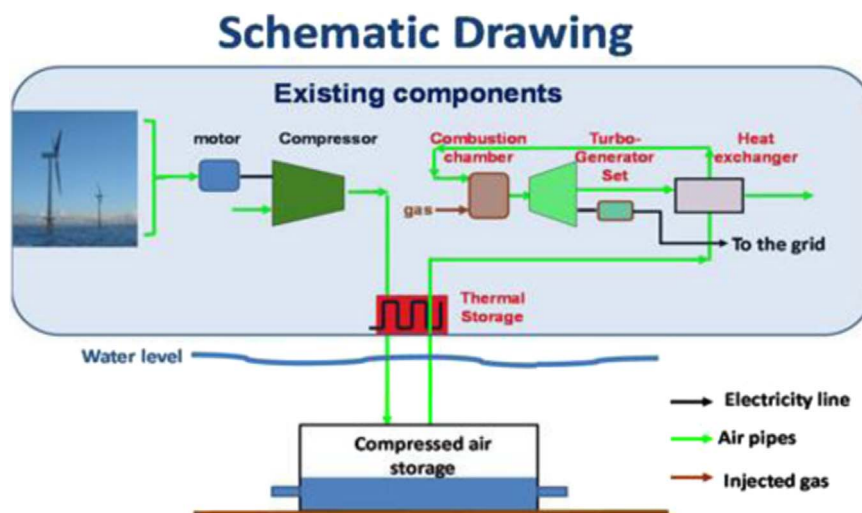 Schematic Drawing
Existing components
motor
Compressor
Combustion
chamber
Turbo-
Generator
Set
Heat
exchanger
gas
To the grid
Thermal
Storage
Water level
Electricity line
Compressed air
storage
Air pipes
Injected gas